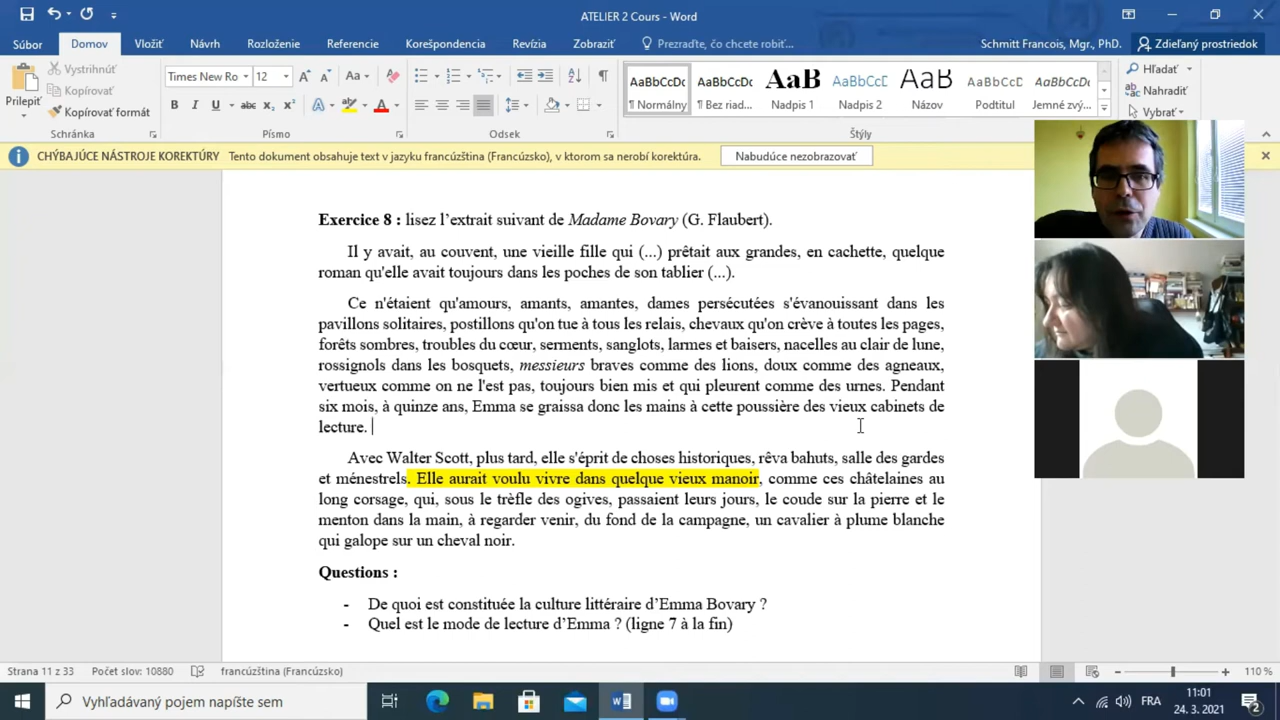 ATELIER 2 Cours - Word
Súbor Domov Vložiť Návrh Rozloženie Referencie Korešpondencia Revízia Zobraziť Prezraďte, čo chcete robiť... Schmitt Francois, Mgr., PhD. Zdieľaný prostriedok
Prilepiť
Vystrihnúť
Kopírovať
Kopírovať formát
Schránka
Times New Ro 12
Písmo
Odsek
AaBbCcDc AaBbCcDc AaB AaBbCcD AaB AaBbCcD AaBbCcDc
¶ Normálny ¶ Bez riad... Nadpis 1 Nadpis 2 Názov Podtitul Jemné zvý...
Štýly
Hľadať
Nahradiť
Vybrať
CHÝBAJÚCE NÁSTROJE KOREKTÚRY Tento dokument obsahuje text v jazyku francúzština (Francúzsko), v ktorom sa nerobí korektúra. Nabudúce nezobrazovať
Exercice 8 : lisez l’extrait suivant de Madame Bovary (G. Flaubert).
Il y avait, au couvent, une vieille fille qui (...) prêtait aux grandes, en cachette, quelque
roman qu'elle avait toujours dans les poches de son tablier (...).
Ce n'étaient qu'amours, amants, amantes, dames persécutées s'évanouissant dans les
pavillons solitaires, postillons qu'on tue à tous les relais, chevaux qu'on crève à toutes les pages,
forêts sombres, troubles du cœur, serments, sanglots, larmes et baisers, nacelles au clair de lune,
rossignols dans les bosquets, messieurs braves comme des lions, doux comme des agneaux,
vertueux comme on ne l'est pas, toujours bien mis et qui pleurent comme des urnes. Pendant
six mois, à quinze ans, Emma se graissa donc les mains à cette poussière des vieux cabinets de
lecture.
Avec Walter Scott, plus tard, elle s'éprit de choses historiques, rêva bahuts, salle des gardes
et ménestrels. Elle aurait voulu vivre dans quelque vieux manoir, comme ces châtelaines au
long corsage, qui, sous le trèfle des ogives, passaient leurs jours, le coude sur la pierre et le
menton dans la main, à regarder venir, du fond de la campagne, un cavalier à plume blanche
qui galope sur un cheval noir.
Questions :
- De quoi est constituée la culture littéraire d’Emma Bovary ?
- Quel est le mode de lecture d’Emma ? (ligne 7 à la fin)
Strana 11 z 33 Počet slov: 10880 francúzština (Francúzsko) 110 %
Vyhľadávaný pojem napíšte sem
FRA
11:01
24. 3. 2021
2